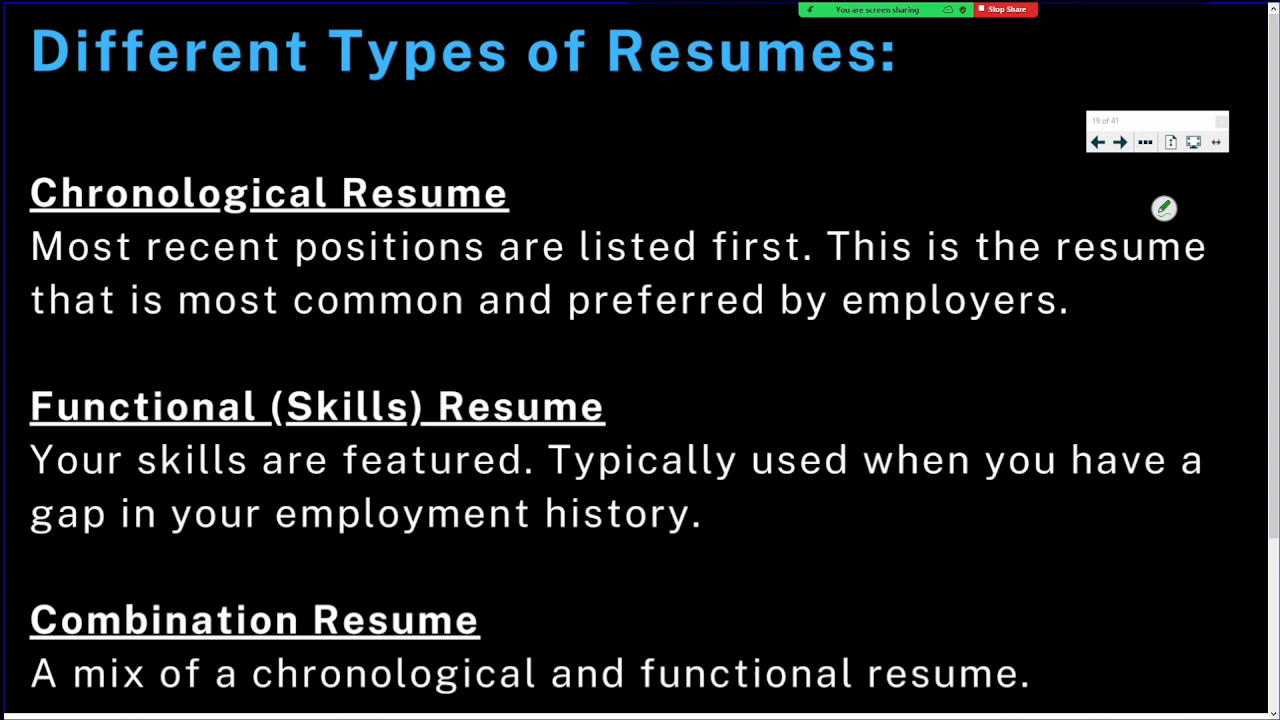 You are screen sharing
Stop Share
Different Types of Resumes:
19 of 41
Chronological Resume
Most recent positions are listed first. This is the resume
that is most common and preferred by employers.
Functional (Skills) Resume
Your skills are featured. Typically used when you have a
gap in your employment history.
Combination Resume
A mix of a chronological and functional resume.